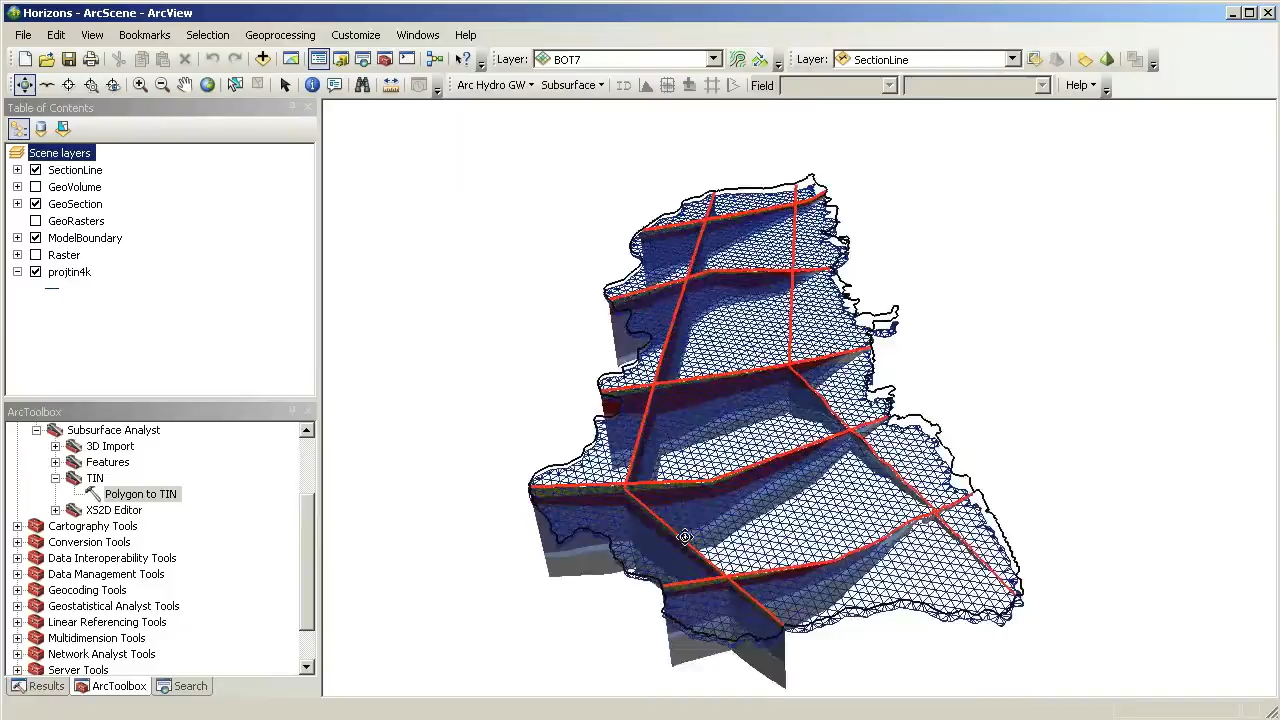 Horizons - ArcScene - ArcView
File Edit View Bookmarks Selection Geoprocessing Customize Windows Help
Layer: BOT7 Layer: SectionLine
Arc Hydro GW Subsurface ID Field Help
Table of Contents
Scene layers
SectionLine
GeoVolume
GeoSection
GeoRasters
ModelBoundary
Raster
projtin4k
ArcToolbox
Subsurface Analyst
3D Import
Features
TIN
Polygon to TIN
XS2D Editor
Cartography Tools
Conversion Tools
Data Interoperability Tools
Data Management Tools
Geocoding Tools
Geostatistical Analyst Tools
Linear Referencing Tools
Multidimension Tools
Network Analyst Tools
Server Tools
Results ArcToolbox Search